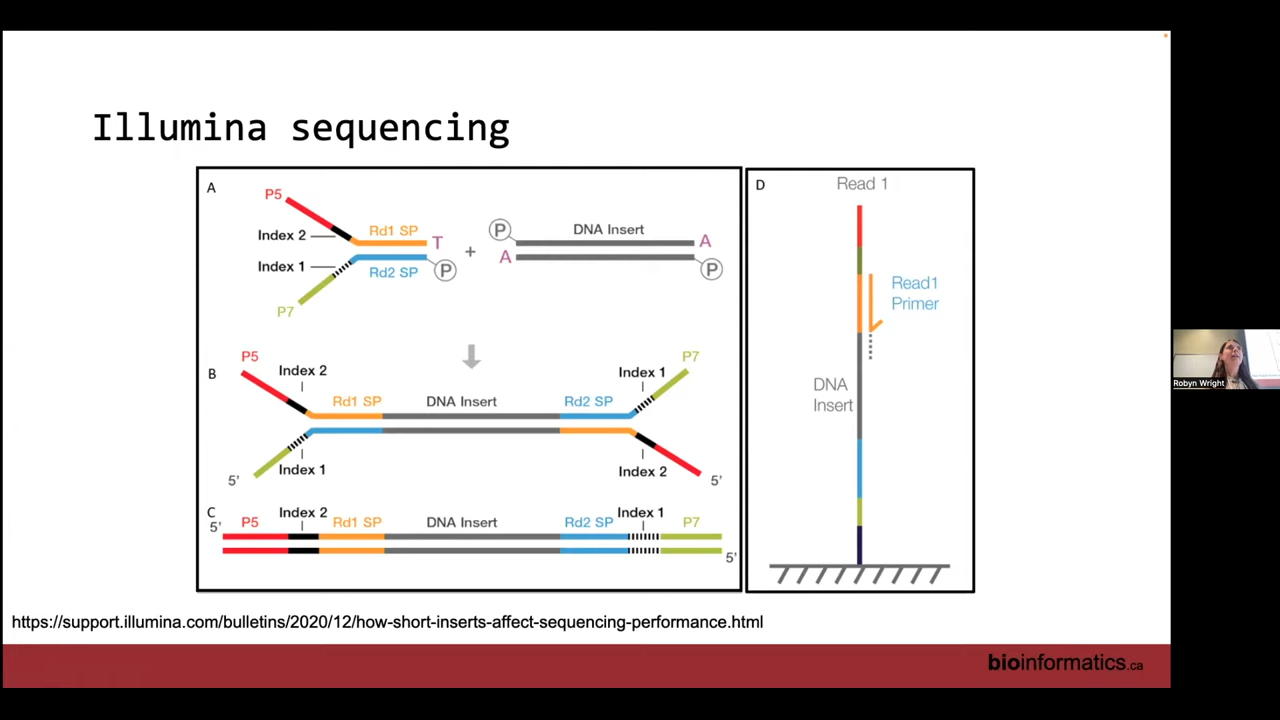 Illumina sequencing
A
P5
Index 2
Rd1 SP
T
Index 1
Rd2 SP
P
P7
+
P
DNA Insert
A
A
P
B
P5
Index 2
Rd1 SP
DNA Insert
Rd2 SP
Index 1
P7
5’
Index 1
Index 2
5’
C
5’
P5
Index 2
Rd1 SP
DNA Insert
Rd2 SP
Index 1
P7
5’
D
Read 1
Read1
Primer
DNA
Insert
https://support.illumina.com/bulletins/2020/12/how-short-inserts-affect-sequencing-performance.html
bioinformatics.ca
Robyn Wright